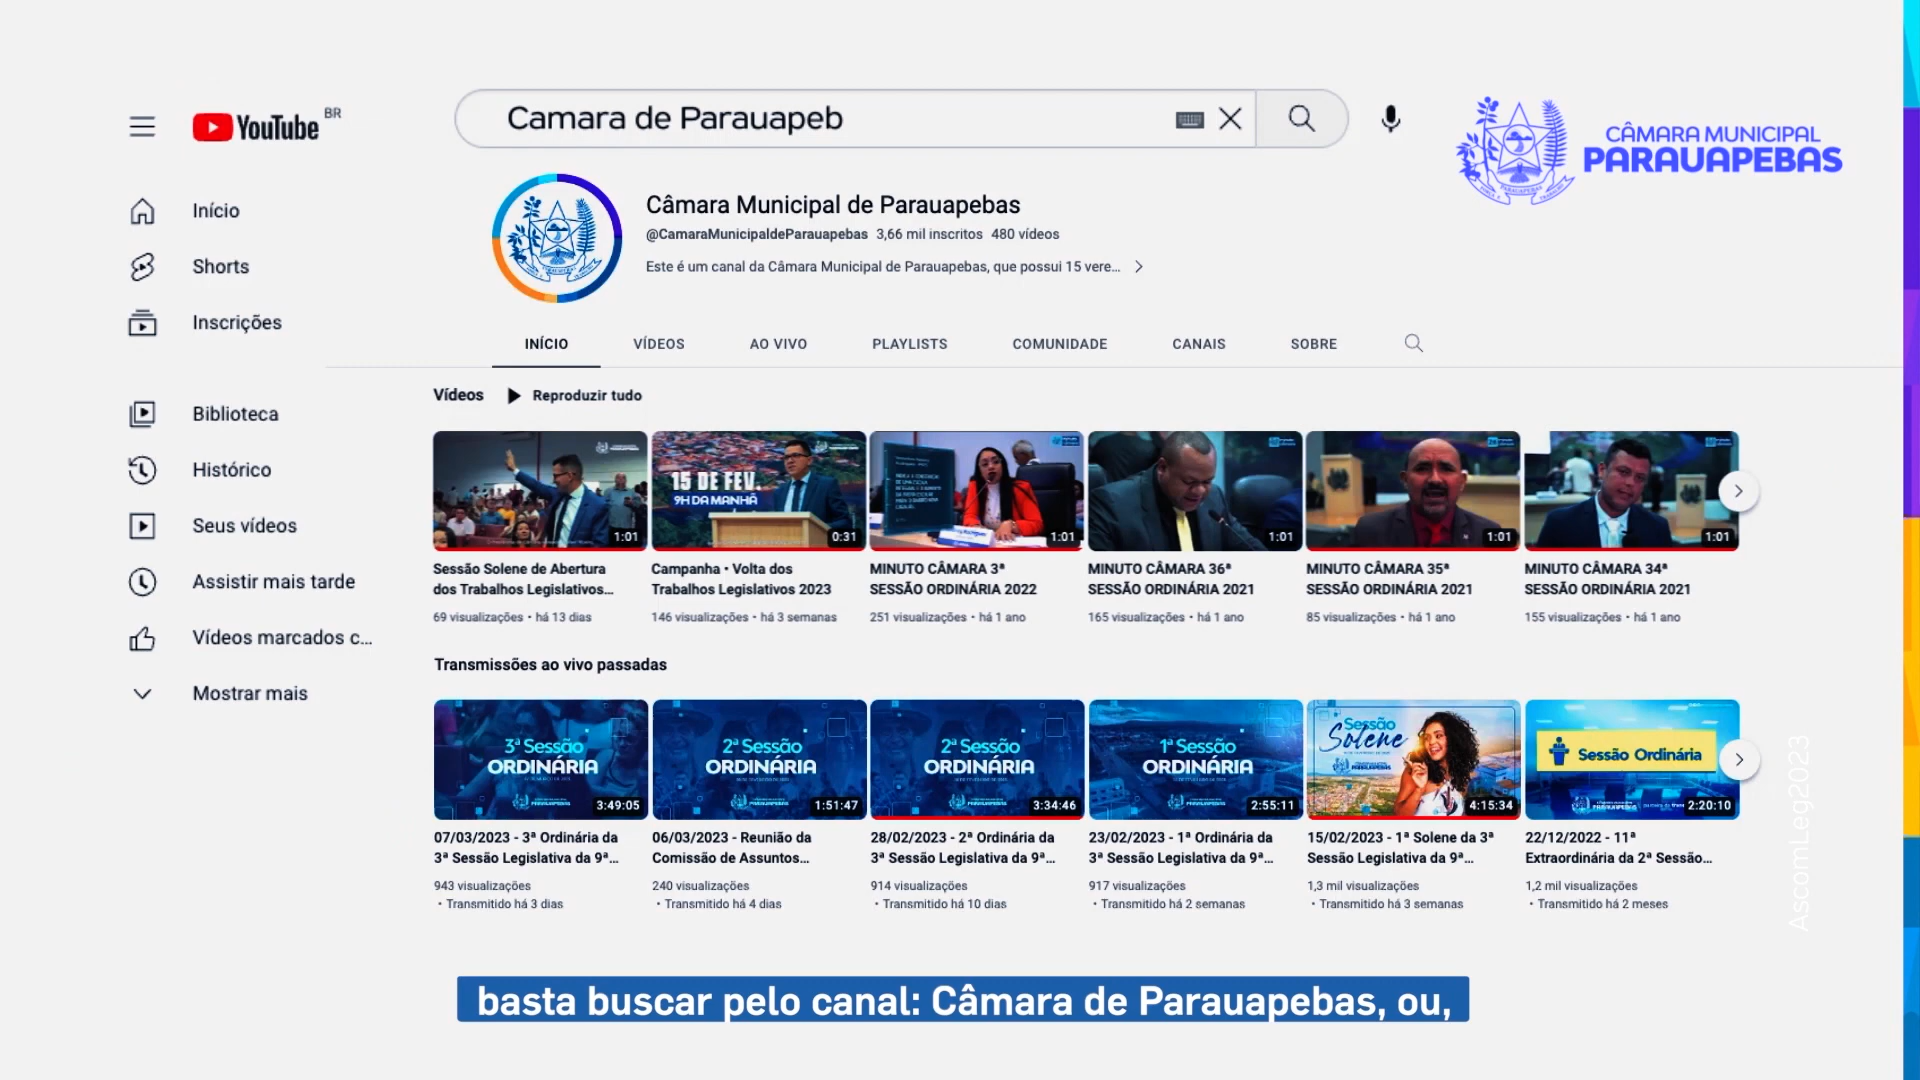 YouTube BR
Camara de Parauapeb
CÂMARA MUNICIPAL
PARAUAPEBAS
Início
Shorts
Inscrições
Biblioteca
Histórico
Seus vídeos
Assistir mais tarde
Vídeos marcados c...
Mostrar mais
Câmara Municipal de Parauapebas
@CamaraMunicipaldeParauapebas 3,66 mil inscritos 480 vídeos
Este é um canal da Câmara Municipal de Parauapebas, que possui 15 vere...
INÍCIO VÍDEOS AO VIVO PLAYLISTS COMUNIDADE CANAIS SOBRE
Vídeos Reproduzir tudo
1:01
15 DE FEV.
9H DA MANHÃ
0:31
1:01
1:01
1:01
1:01
Sessão Solene de Abertura
dos Trabalhos Legislativos...
69 visualizações • há 13 dias
Campanha • Volta dos
Trabalhos Legislativos 2023
146 visualizações • há 3 semanas
MINUTO CÂMARA 3ª
SESSÃO ORDINÁRIA 2022
251 visualizações • há 1 ano
MINUTO CÂMARA 36ª
SESSÃO ORDINÁRIA 2021
165 visualizações • há 1 ano
MINUTO CÂMARA 35ª
SESSÃO ORDINÁRIA 2021
85 visualizações • há 1 ano
MINUTO CÂMARA 34ª
SESSÃO ORDINÁRIA 2021
155 visualizações • há 1 ano
Transmissões ao vivo passadas
3ª Sessão
ORDINÁRIA
PARAUAPEBAS
3:49:05
2ª Sessão
ORDINÁRIA
PARAUAPEBAS
1:51:47
2ª Sessão
ORDINÁRIA
PARAUAPEBAS
3:34:46
1ª Sessão
ORDINÁRIA
PARAUAPEBAS
2:55:11
Sessão
Solene
PARAUAPEBAS
4:15:34
Sessão Ordinária
2:20:10
07/03/2023 - 3ª Ordinária da
3ª Sessão Legislativa da 9ª...
943 visualizações
• Transmitido há 3 dias
06/03/2023 - Reunião da
Comissão de Assuntos...
240 visualizações
• Transmitido há 4 dias
28/02/2023 - 2ª Ordinária da
3ª Sessão Legislativa da 9ª...
914 visualizações
• Transmitido há 10 dias
23/02/2023 - 1ª Ordinária da
3ª Sessão Legislativa da 9ª...
917 visualizações
• Transmitido há 2 semanas
15/02/2023 - 1ª Solene da 3ª
Sessão Legislativa da 9ª...
1,3 mil visualizações
• Transmitido há 3 semanas
22/12/2022 - 11ª
Extraordinária da 2ª Sessão...
1,2 mil visualizações
• Transmitido há 2 meses
AscomLeg2023
basta buscar pelo canal: Câmara de Parauapebas, ou,